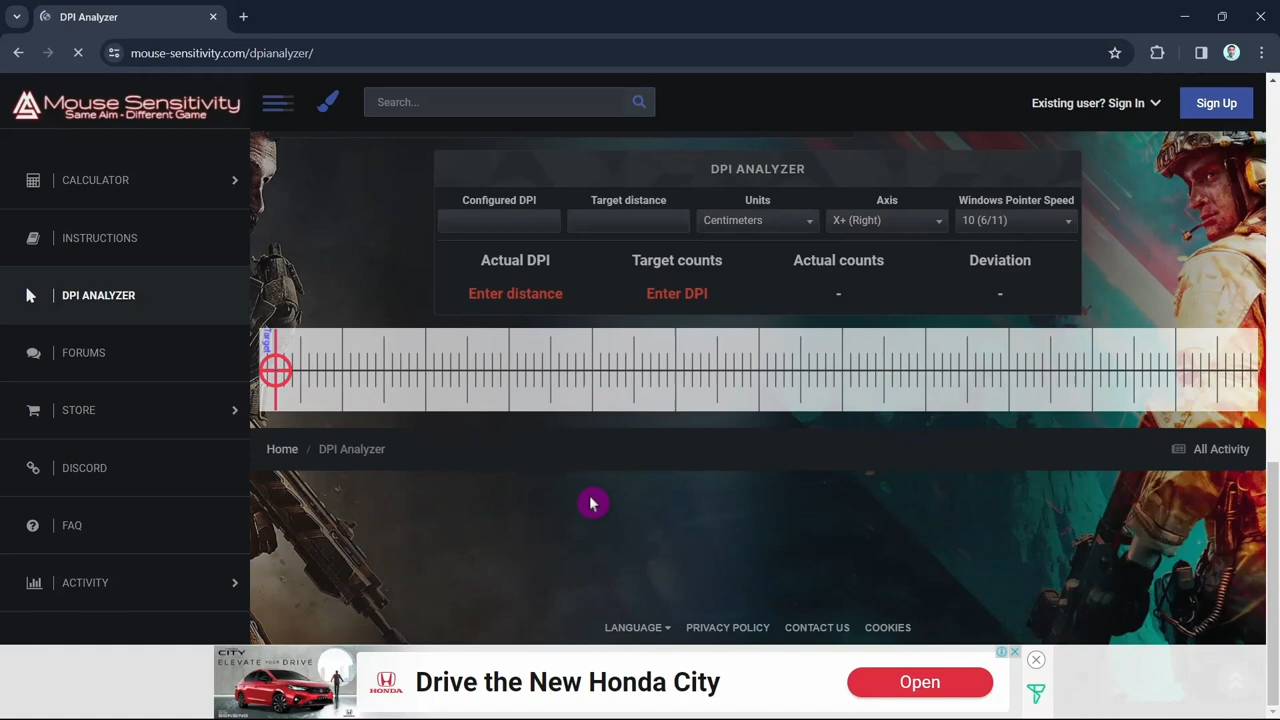 DPI Analyzer
mouse-sensitivity.com/dpianalyzer/
Mouse Sensitivity
Same Aim - Different Game
Search...
Existing user? Sign In
Sign Up
CALCULATOR
INSTRUCTIONS
DPI ANALYZER
FORUMS
STORE
DISCORD
FAQ
ACTIVITY
DPI ANALYZER
Configured DPI Target distance Units Axis Windows Pointer Speed
Centimeters X+ (Right) 10 (6/11)
Actual DPI Target counts Actual counts Deviation
Enter distance Enter DPI - -
Target
Home / DPI Analyzer
All Activity
LANGUAGE PRIVACY POLICY CONTACT US COOKIES
CITY
ELEVATE YOUR DRIVE
HONDA
SENSING
HONDA
Drive the New Honda City
Open